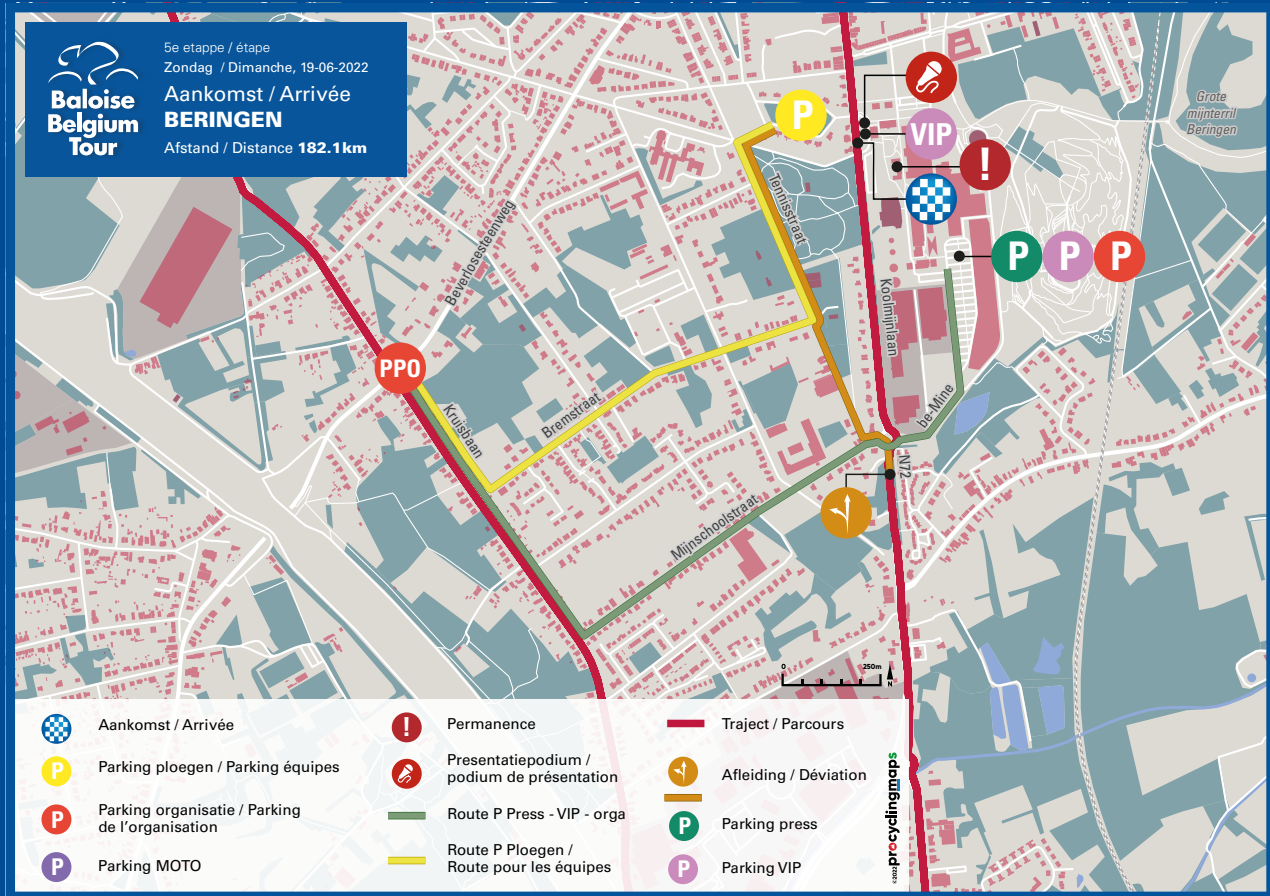 Baloise
Belgium
Tour
5e etappe / étape
Zondag / Dimanche, 19-06-2022
Aankomst / Arrivée
BERINGEN
Afstand / Distance 182.1km
P
VIP
!
Grote
mijnterril
Beringen
P P P
Tennisstraat
Beverlosesteenweg
Koolmijnlaan
PPO
Kruisbaan
Bremstraat
be-Mine
N72
Mijnschoolstraat
0 250m
N
Aankomst / Arrivée
P Parking ploegen / Parking équipes
P Parking organisatie / Parking
de l'organisation
P Parking MOTO
! Permanence
Presentatiepodium /
podium de présentation
Route P Press - VIP - orga
Route P Ploegen /
Route pour les équipes
Traject / Parcours
Afleiding / Déviation
P Parking press
P Parking VIP
©2022 procyclingmaps